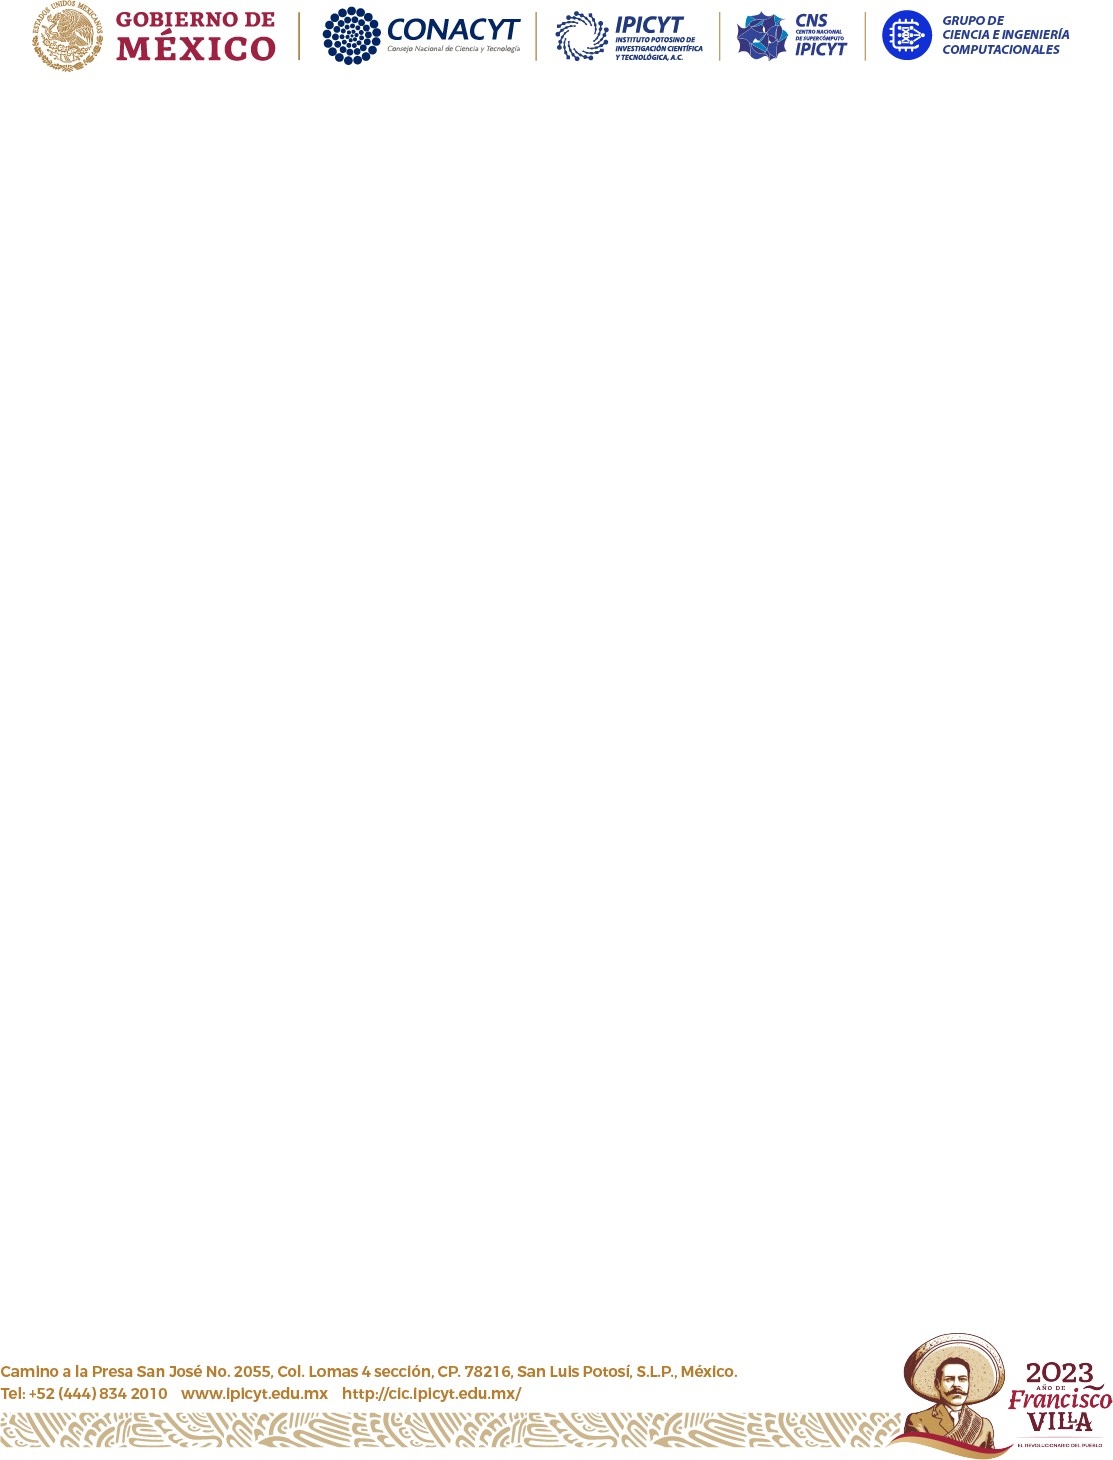 ESTADOS UNIDOS MEXICANOS
GOBIERNO DE
MÉXICO
CONACYT
Consejo Nacional de Ciencia y Tecnología
IPICYT
INSTITUTO POTOSINO DE
INVESTIGACIÓN CIENTÍFICA
Y TECNOLÓGICA, A.C.
CNS
CENTRO NACIONAL
DE SUPERCÓMPUTO
IPICYT
GRUPO DE
CIENCIA E INGENIERÍA
COMPUTACIONALES
Camino a la Presa San José No. 2055, Col. Lomas 4 sección, CP. 78216, San Luis Potosí, S.L.P., México.
Tel: +52 (444) 834 2010 www.ipicyt.edu.mx http://cic.ipicyt.edu.mx/
2023
AÑO DE
Francisco
VILLA
EL REVOLUCIONARIO DEL PUEBLO